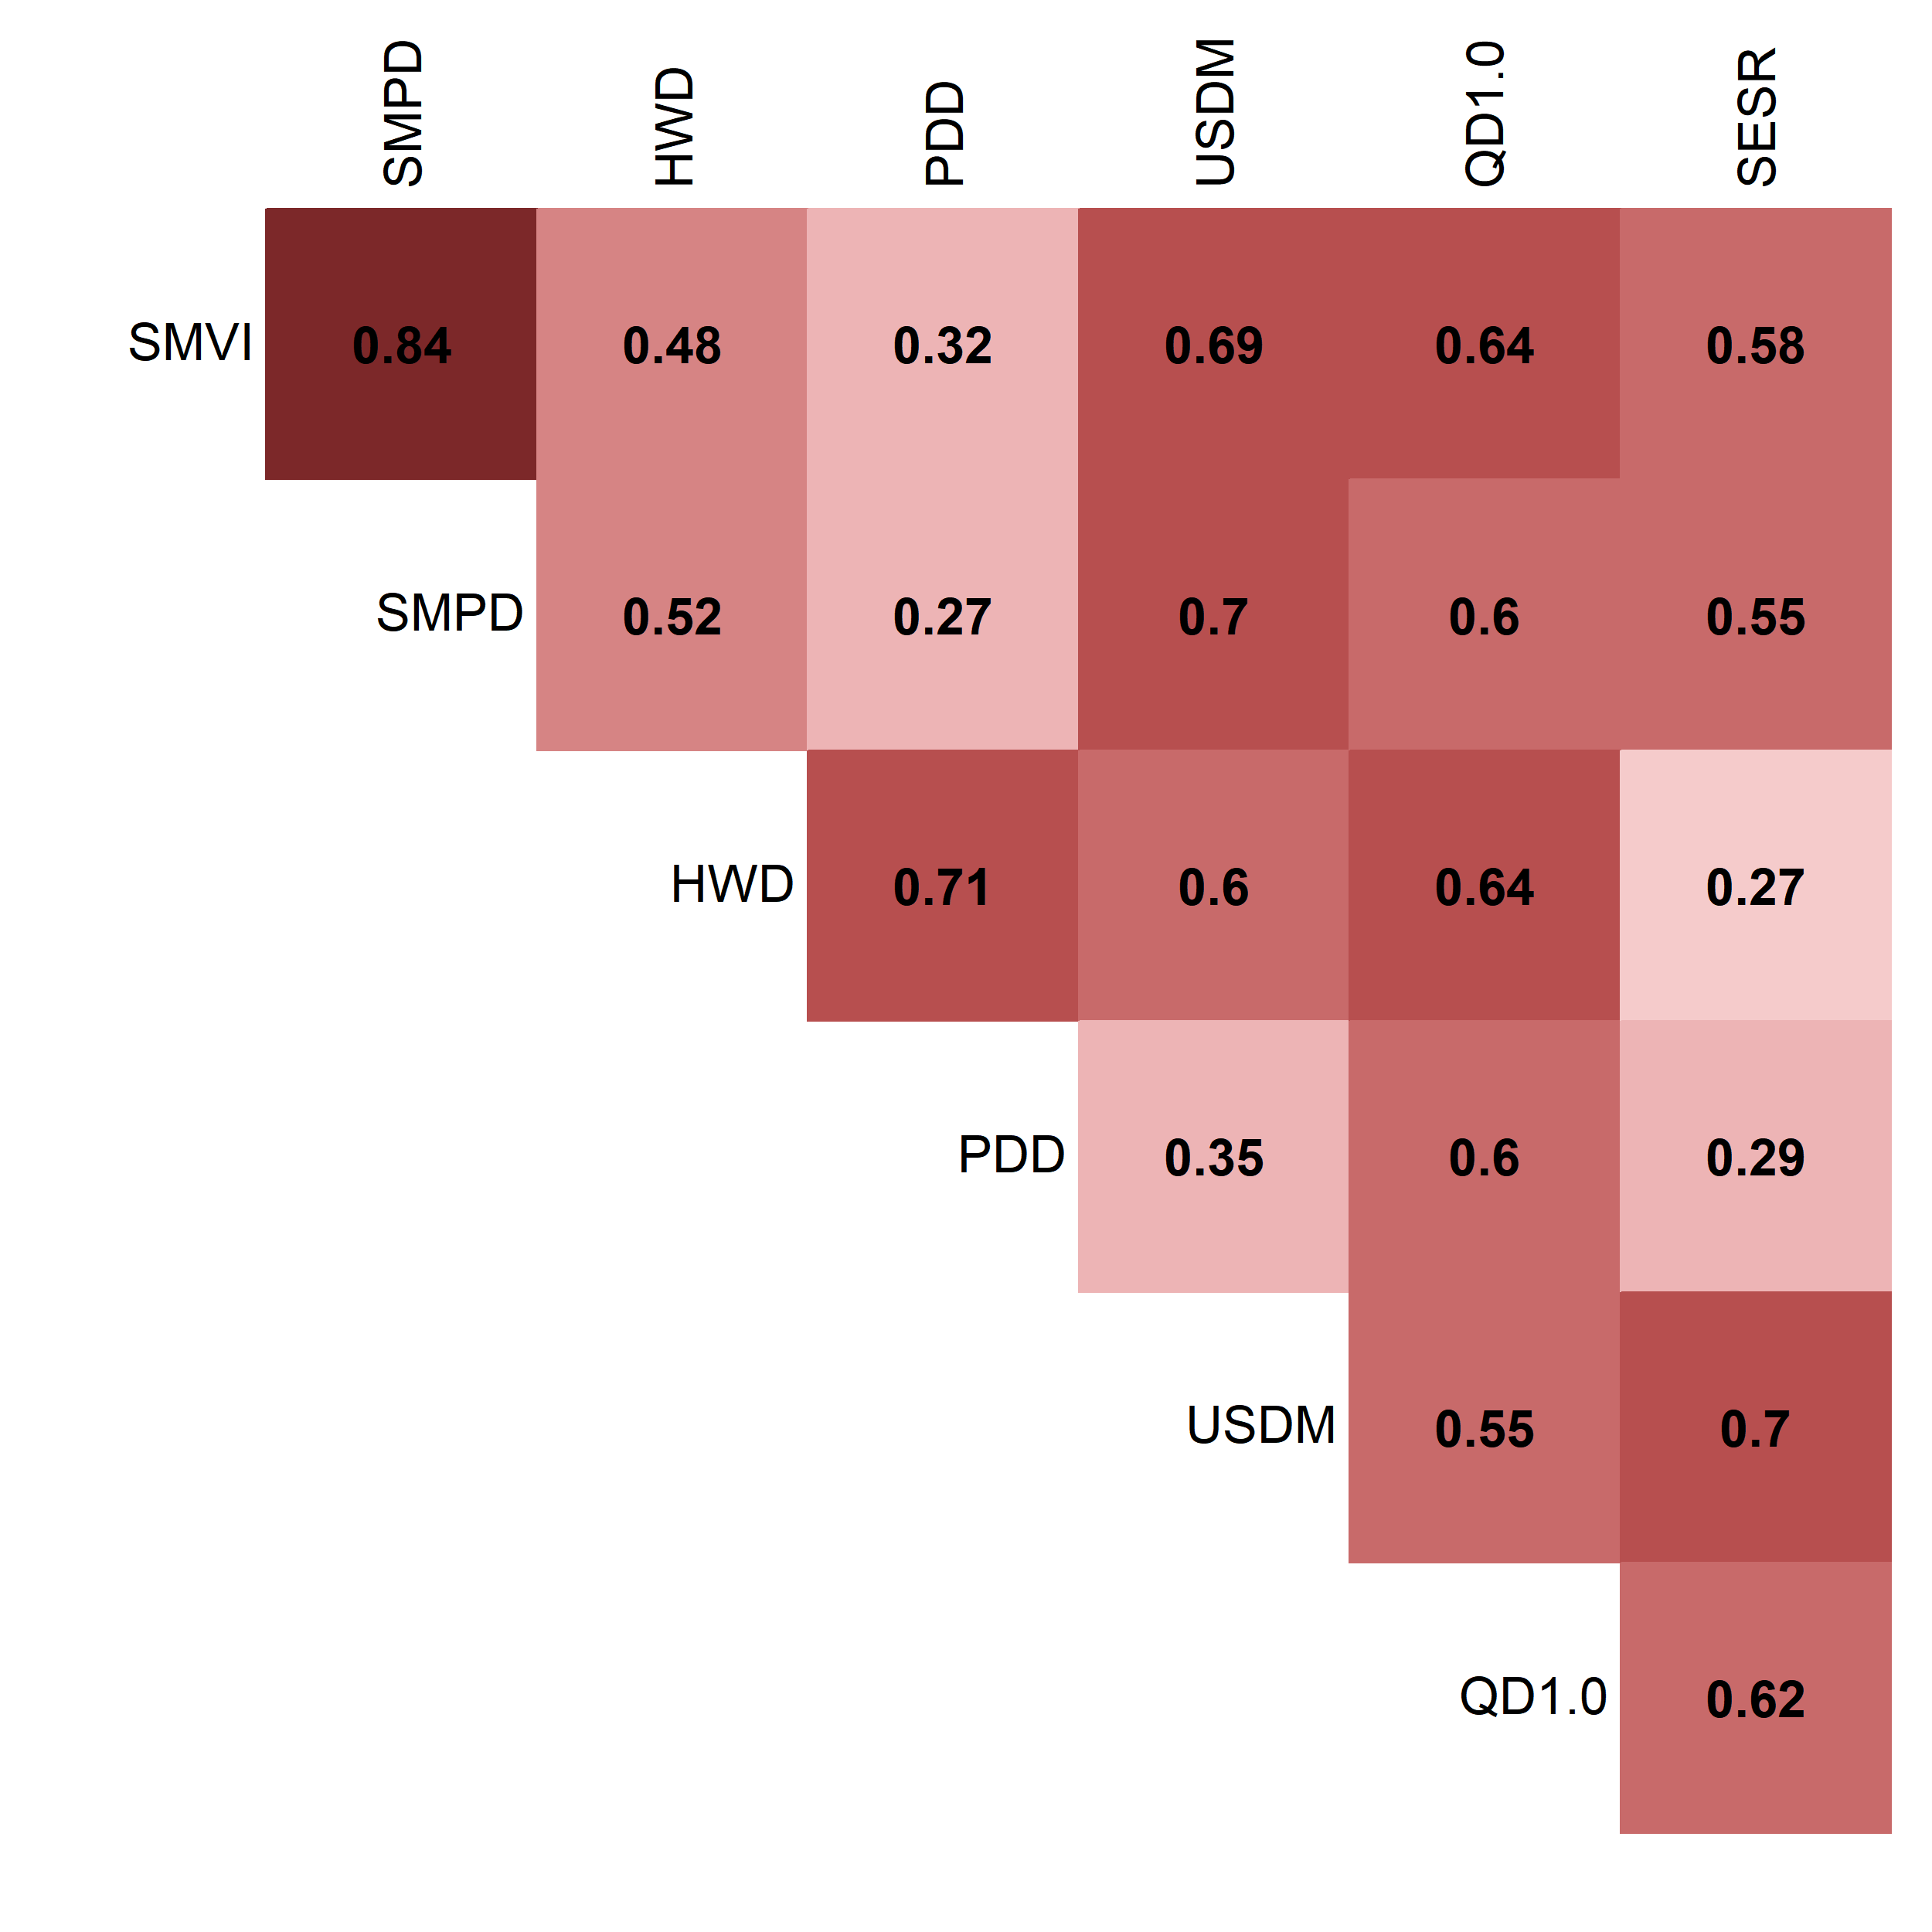 SMPD HWD PDD USDM QD1.0 SESR
SMVI 0.84 0.48 0.32 0.69 0.64 0.58
SMPD 0.52 0.27 0.7 0.6 0.55
HWD 0.71 0.6 0.64 0.27
PDD 0.35 0.6 0.29
USDM 0.55 0.7
QD1.0 0.62